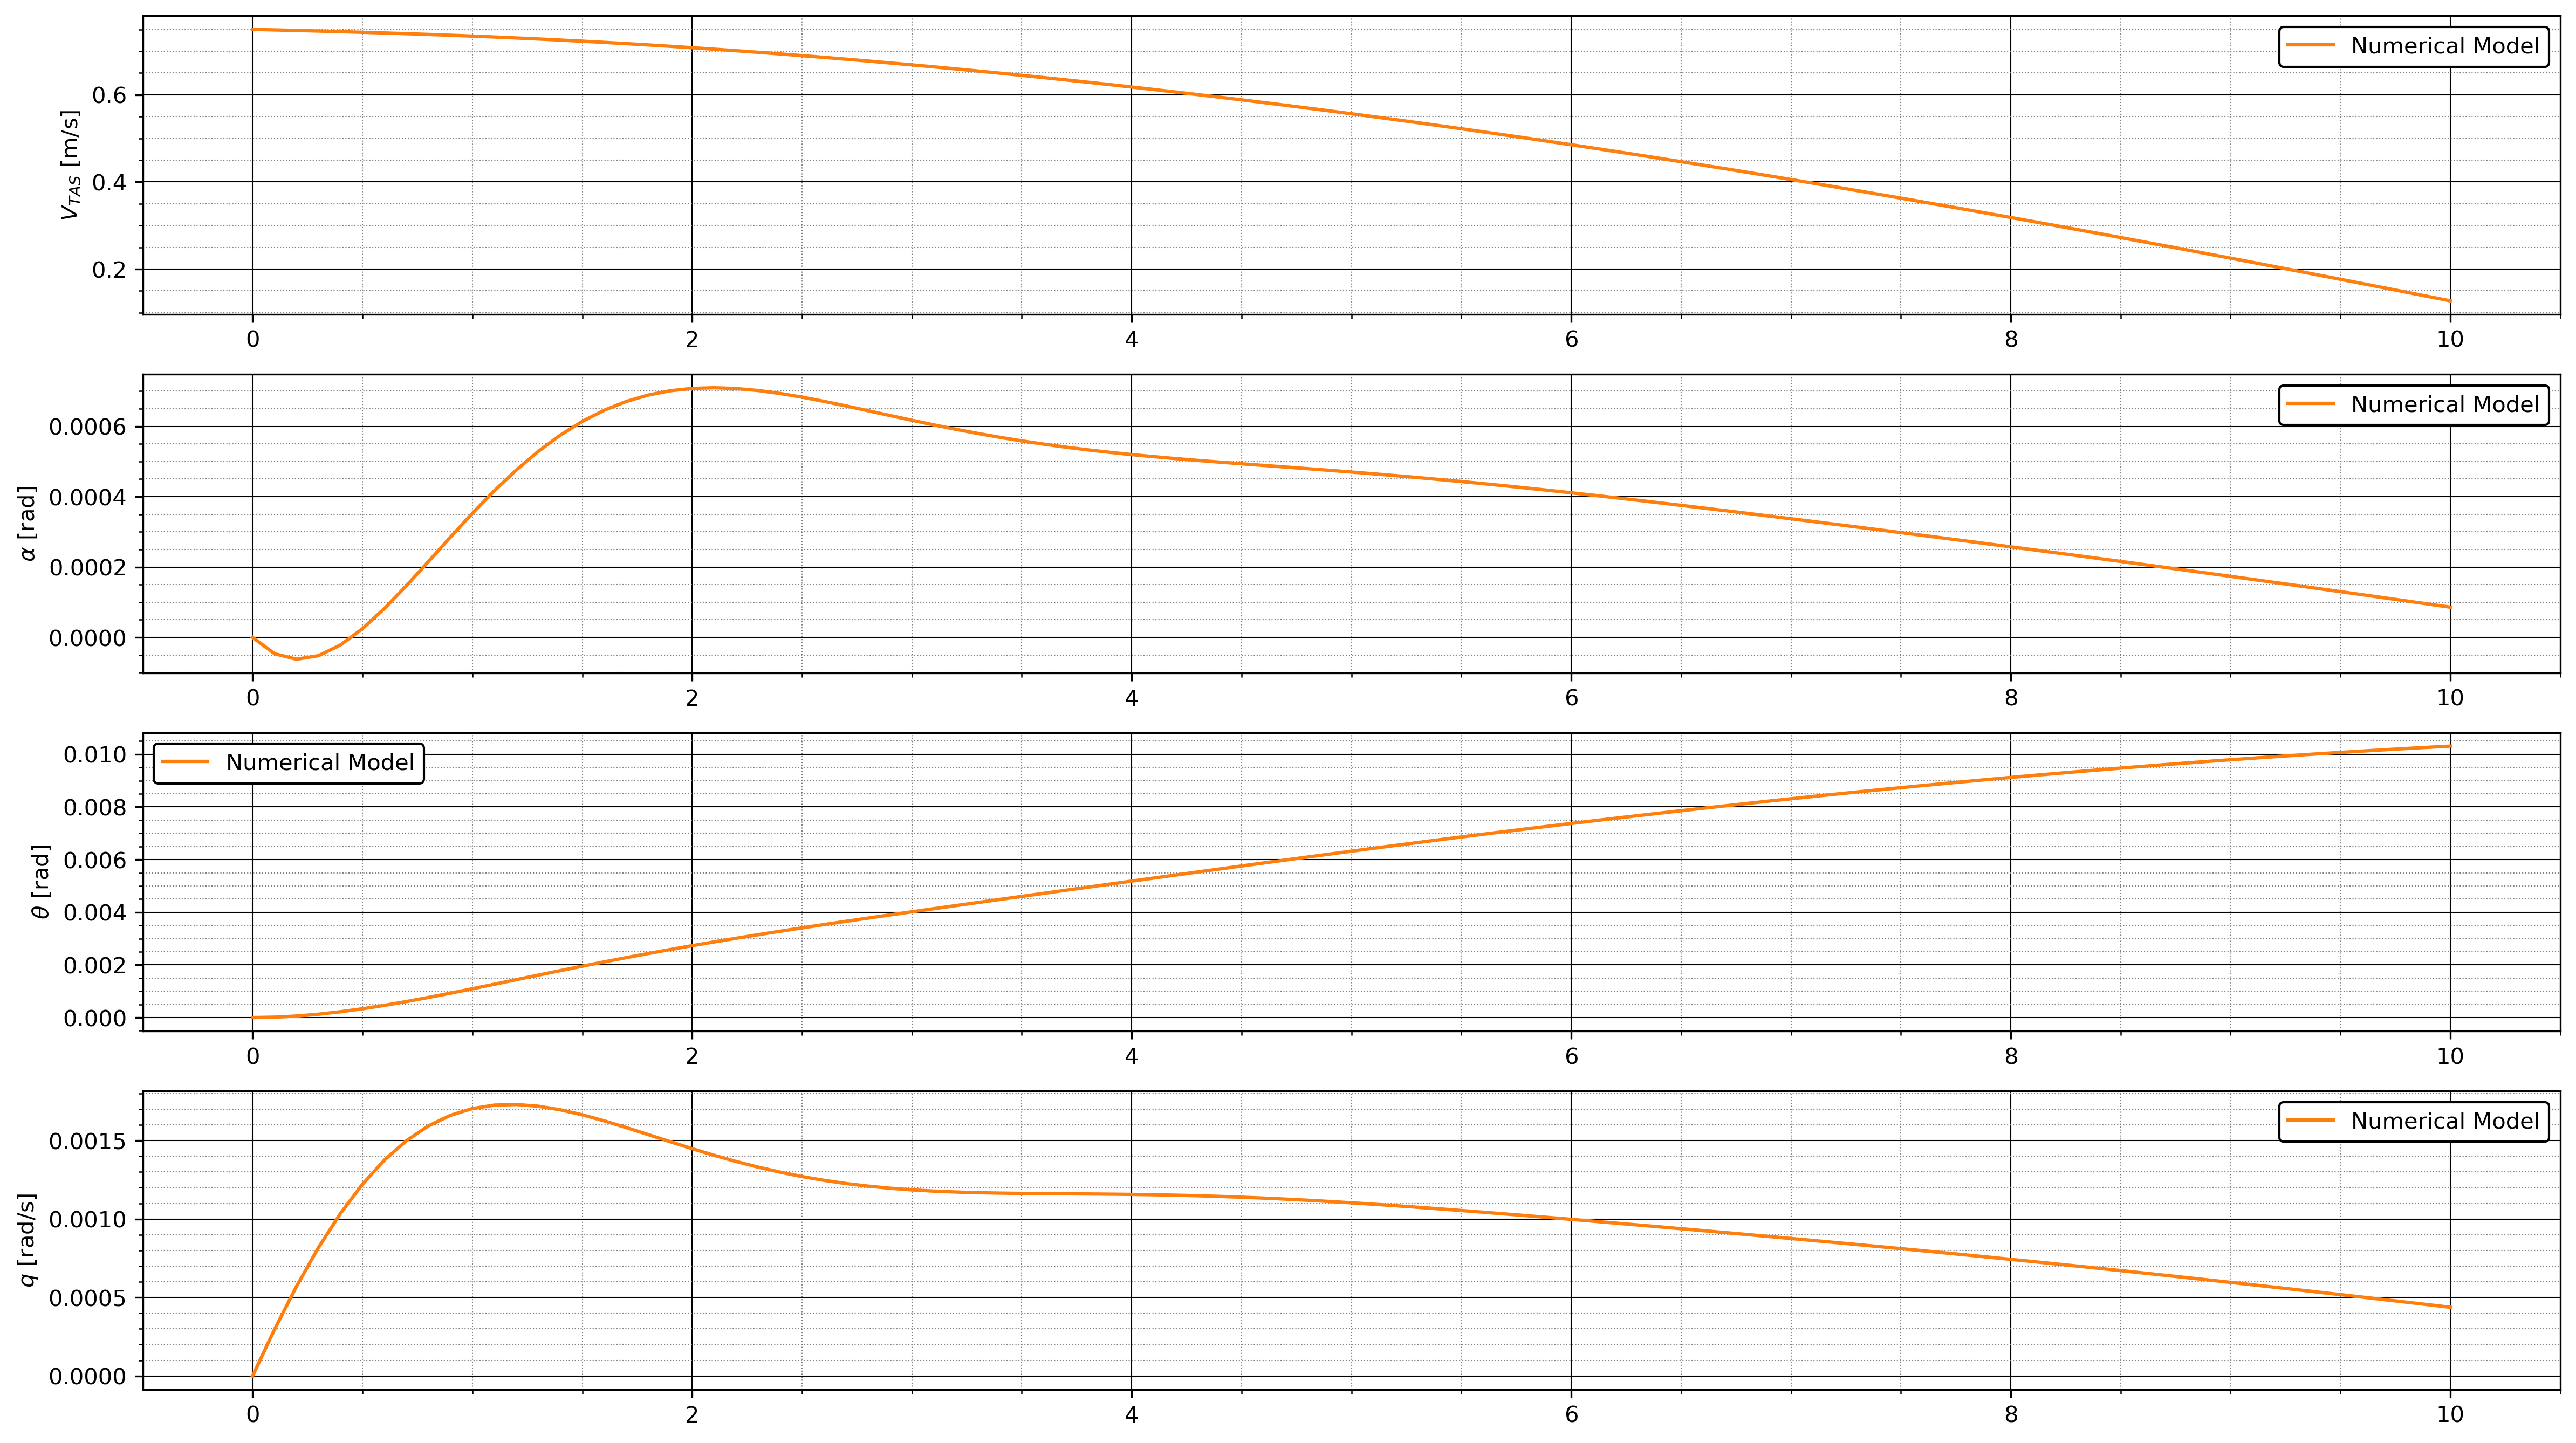 Numerical Model
V_TAS [m/s]
0.6
0.4
0.2
0 2 4 6 8 10
Numerical Model
α [rad]
0.0006
0.0004
0.0002
0.0000
0 2 4 6 8 10
Numerical Model
θ [rad]
0.010
0.008
0.006
0.004
0.002
0.000
0 2 4 6 8 10
Numerical Model
q [rad/s]
0.0015
0.0010
0.0005
0.0000
0 2 4 6 8 10